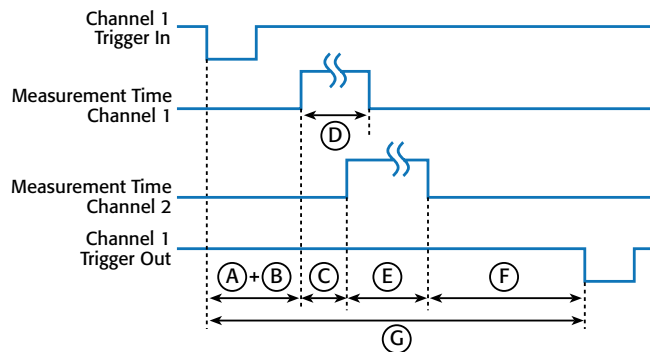 Channel 1
Trigger In
Measurement Time
Channel 1
D
Measurement Time
Channel 2
Channel 1
Trigger Out
A + B C E F
G